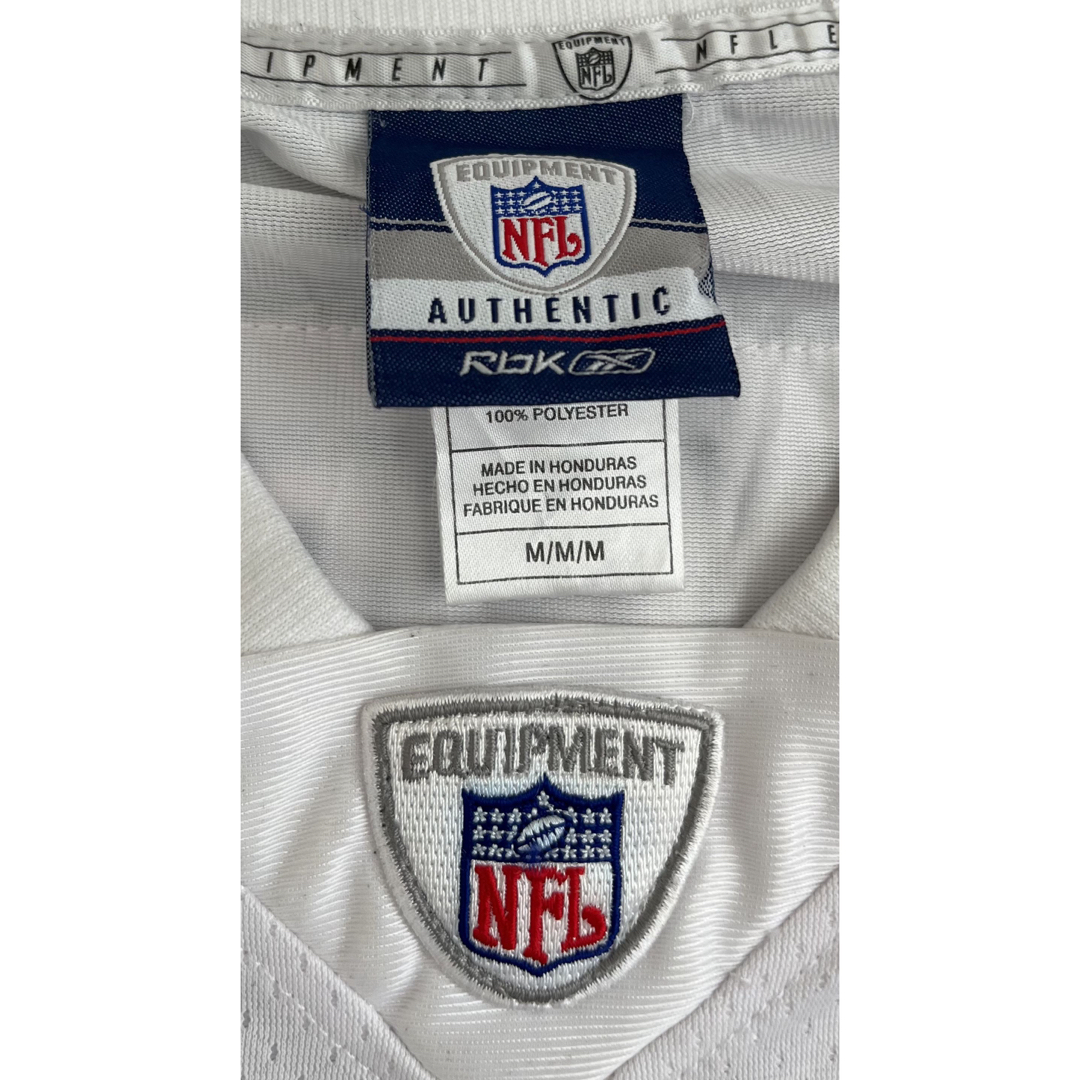 IPMENT EQUIPMENT NFL NFL E
EQUIPMENT
NFL
AUTHENTIC
Rbk
100% POLYESTER
MADE IN HONDURAS
HECHO EN HONDURAS
FABRIQUE EN HONDURAS
M/M/M
EQUIPMENT
NFL